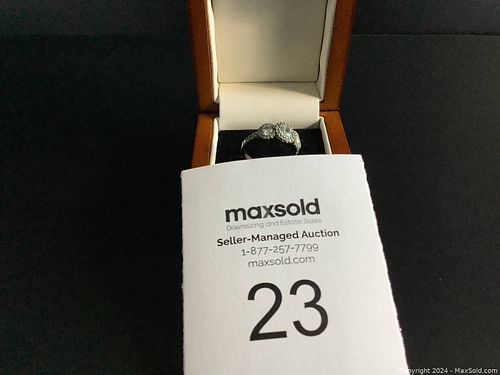 maxsold
Downsizing and Estate Sales
Seller-Managed Auction
1-877-257-7799
maxsold.com
23
Copyright 2024 - MaxSold.com